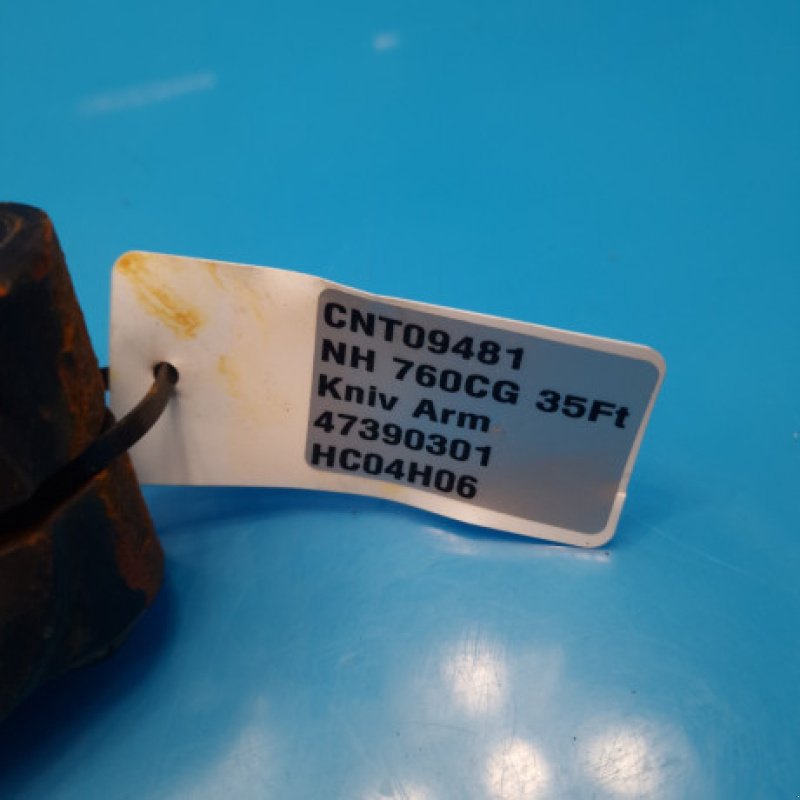 CNT09481
NH 760CG 35Ft
Kniv Arm
47390301
HC04H06